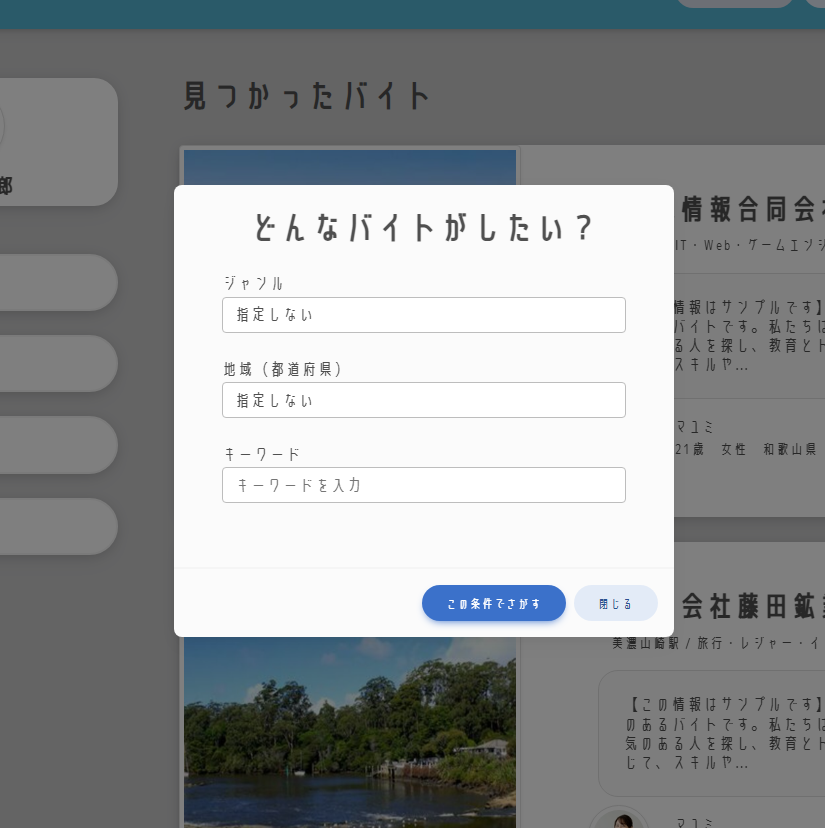 見つかったバイト
郎
どんなバイトがしたい？
ジャンル
指定しない
地域（都道府県）
指定しない
キーワード
キーワードを入力
この条件でさがす
閉じる
情報合同会
IT・Web・ゲームエンジ
情報はサンプルです】
バイトです。私たちは
る人を探し、教育とト
スキルや...
マユミ
21歳 女性 和歌山県
会社藤田鉱
美濃山崎駅 / 旅行・レジャー・イ
【この情報はサンプルです】
のあるバイトです。私たちは
気のある人を探し、教育とト
じて、スキルや...
マユミ